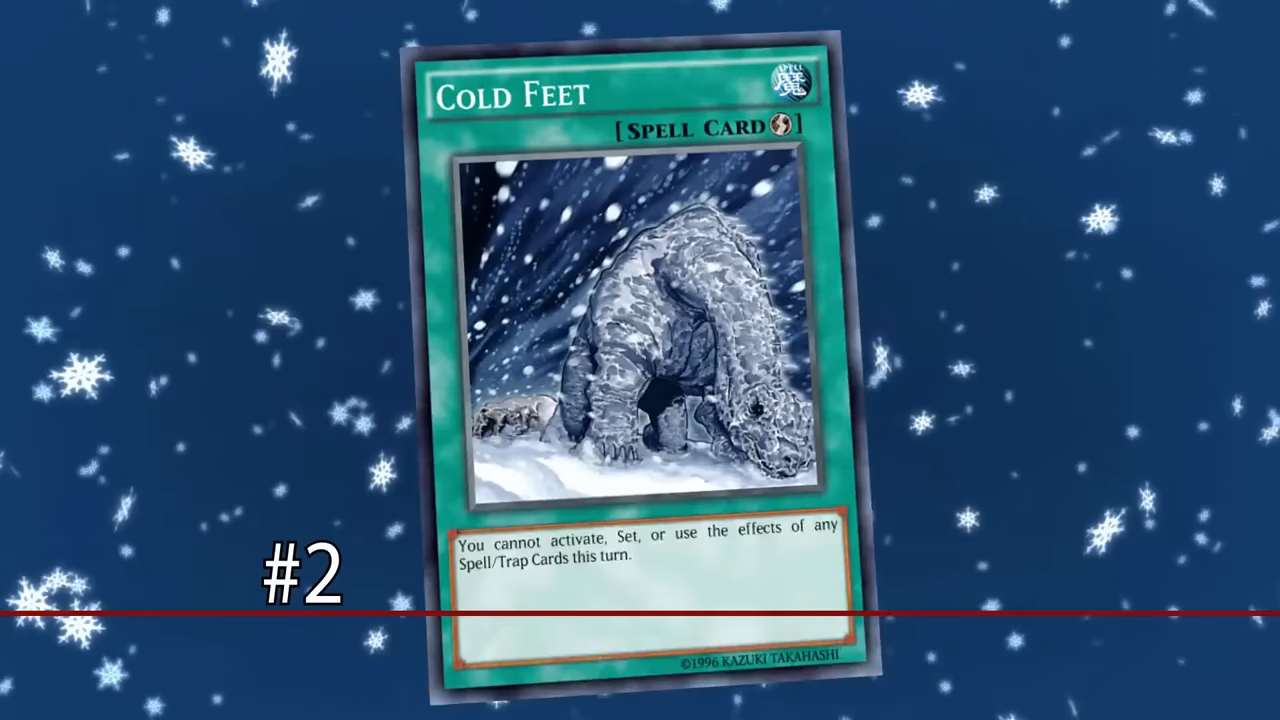 COLD FEET
SPELL
魔
[SPELL CARD]
You cannot activate, Set, or use the effects of any
Spell/Trap Cards this turn.
#2
©1996 KAZUKI TAKAHASHI